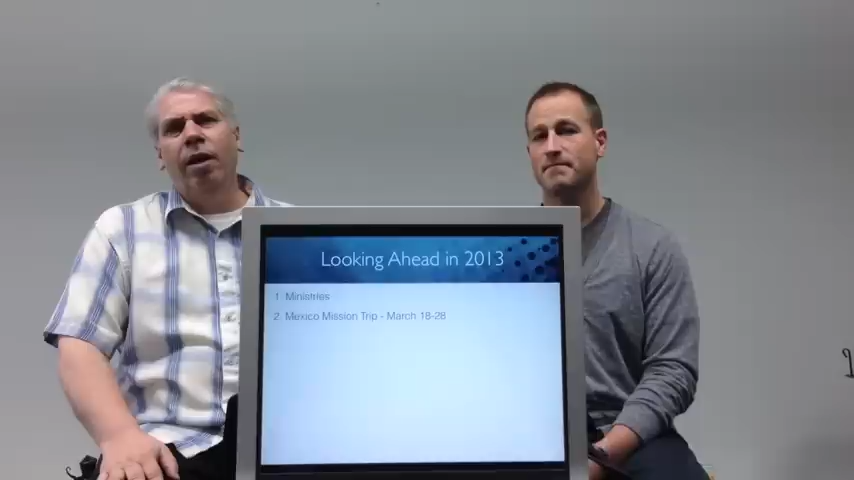 Looking Ahead in 2013
1 Ministries
2. Mexico Mission Trip - March 18-28